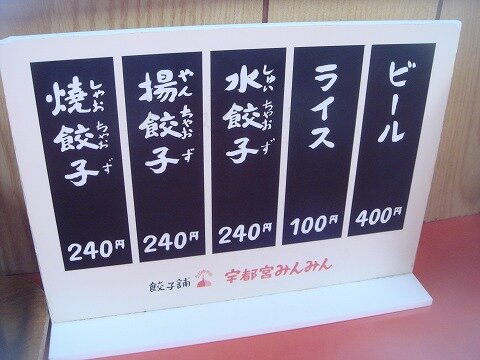 ビール
400円
ライス
100円
水餃子
しゅい ちゃお ず
240円
揚餃子
やん ちゃお ず
240円
焼餃子
しゃお ちゃお ず
240円
餃子舗 宇都宮みんみん